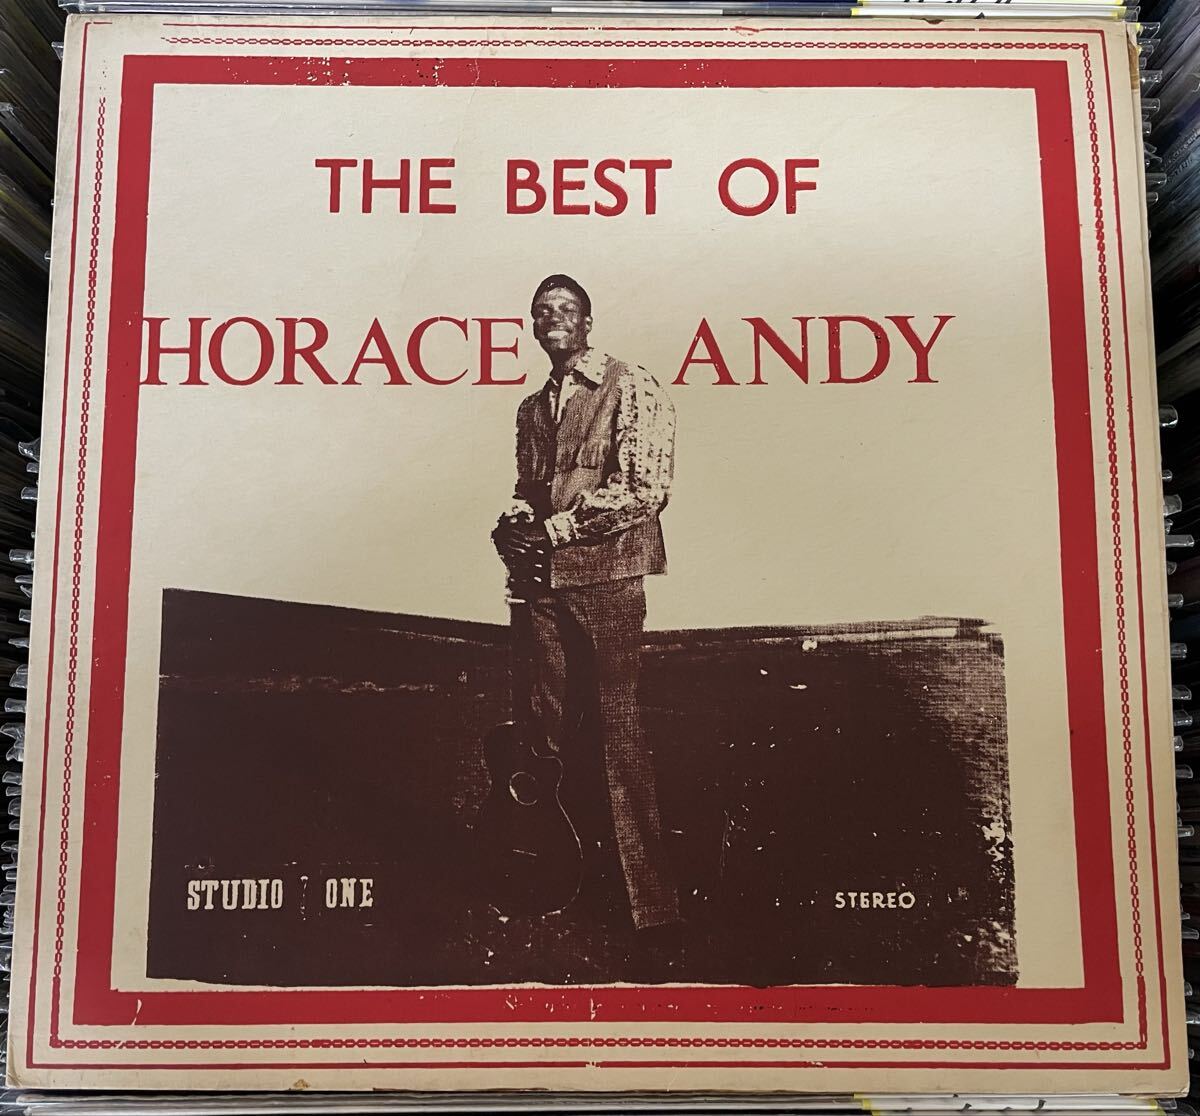 THE BEST OF
HORACE ANDY
STUDIO ONE
STEREO